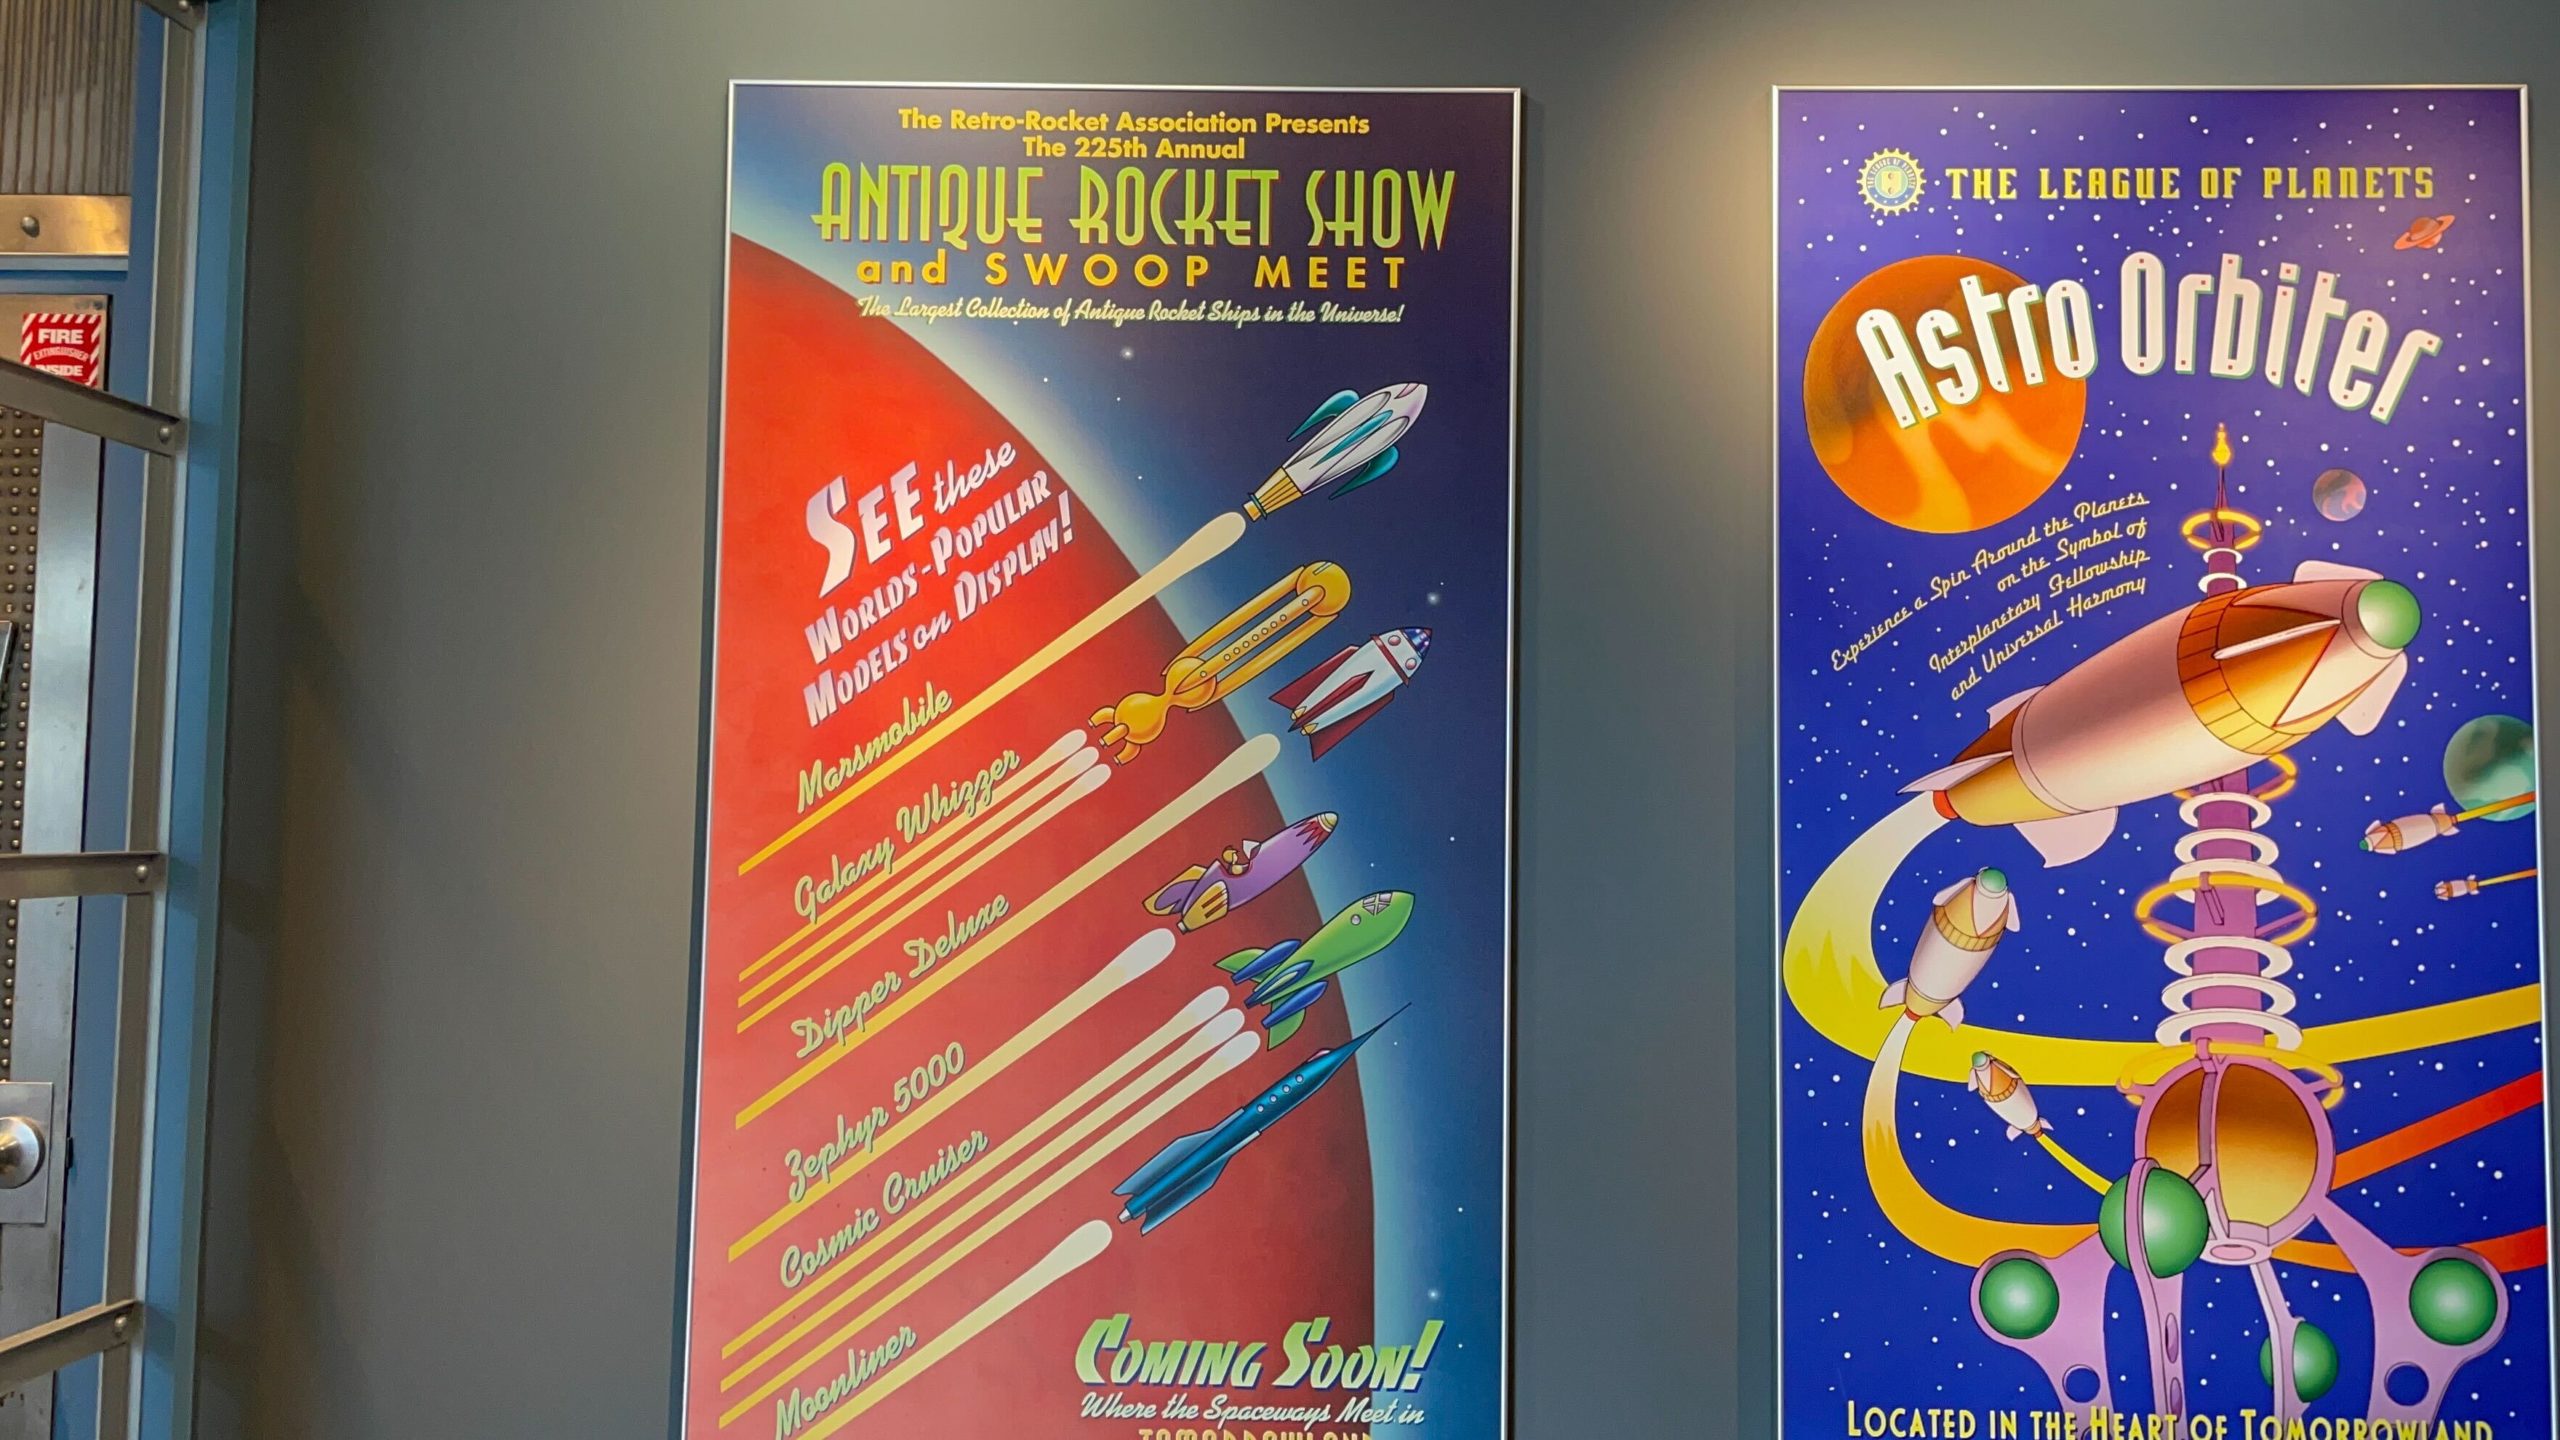 FIRE
EXTINGUISHER
INSIDE
The Retro-Rocket Association Presents
The 225th Annual
ANTIQUE ROCKET SHOW
and SWOOP MEET
The Largest Collection of Antique Rocket Ships in the Universe!
SEE these
WORLDS-POPULAR
MODELS on DISPLAY!
Marsmobile
Galaxy Whizzer
Dipper Deluxe
Zephyr 5000
Cosmic Cruiser
Moonliner
COMING SOON!
Where the Spaceways Meet in
TOMORROWLAND
THE LEAGUE OF PLANETS
Astro Orbiter
Experience a Spin Around the Planets
on the Symbol of
Interplanetary Fellowship
and Universal Harmony
LOCATED IN THE HEART OF TOMORROWLAND